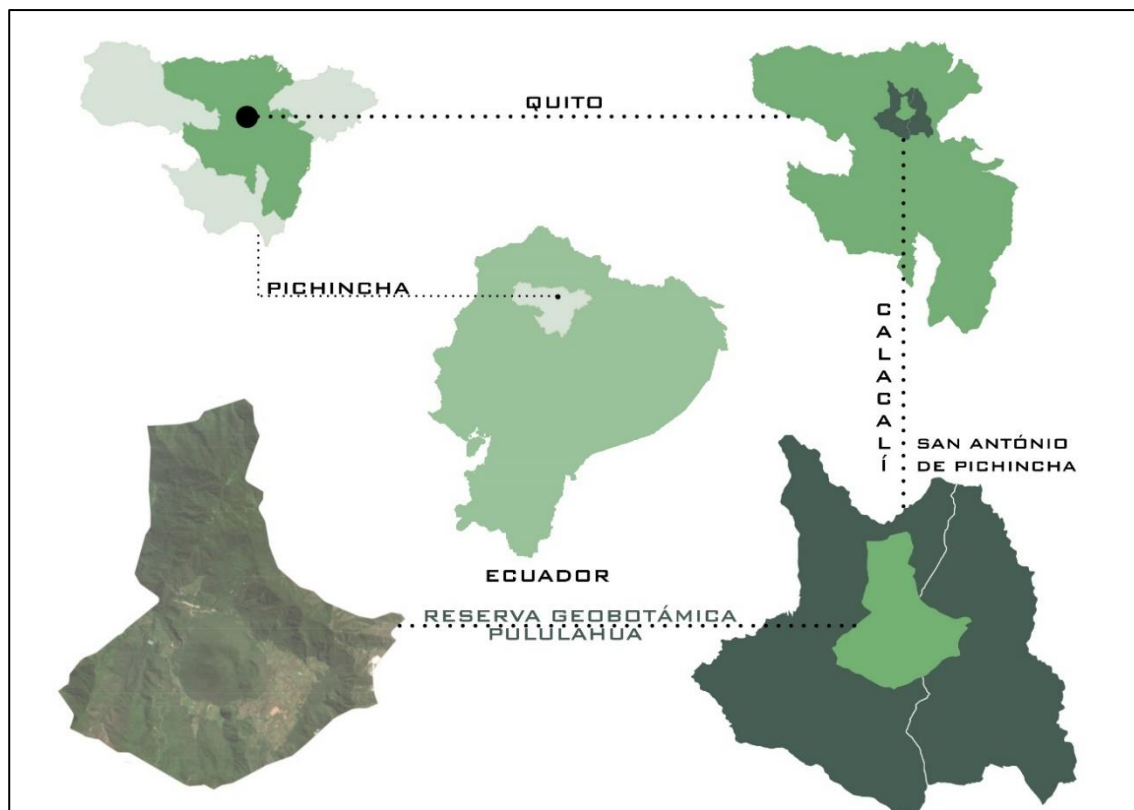 QUITO
PICHINCHA
CALACALÍ
SAN ANTÓNIO
DE PICHINCHA
ECUADOR
RESERVA GEOBOTÁMICA
PULULAHUA